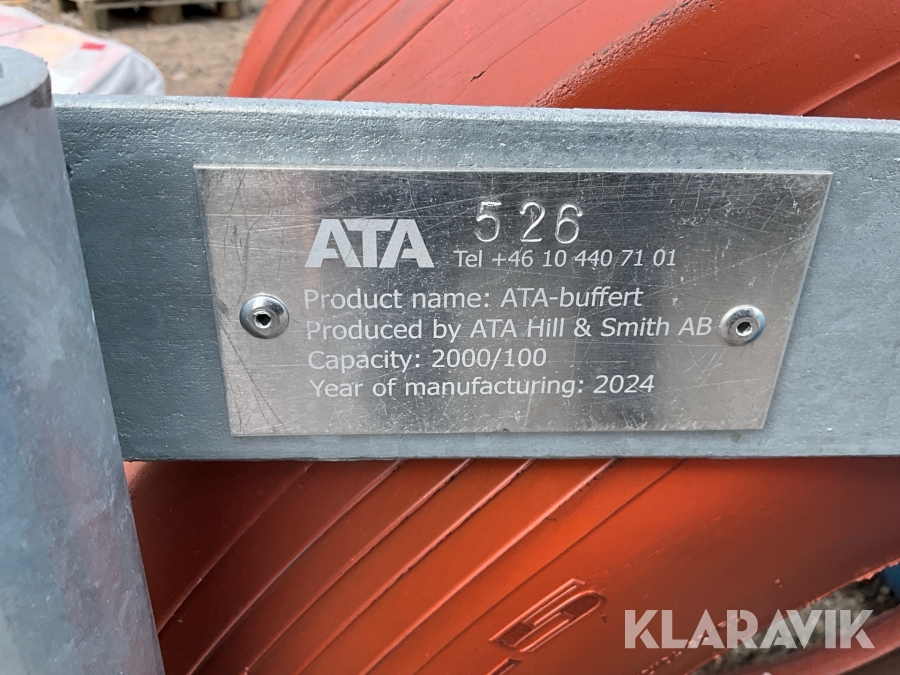 ATA 526
Tel +46 10 440 71 01
Product name: ATA-buffert
Produced by ATA Hill & Smith AB
Capacity: 2000/100
Year of manufacturing: 2024
KLARAVIK